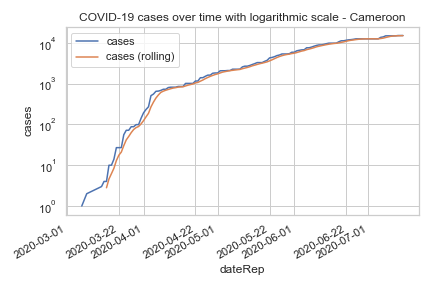 COVID-19 cases over time with logarithmic scale - Cameroon
cases
cases (rolling)
10⁴
10³
10²
10¹
10⁰
cases
2020-03-01
2020-03-22
2020-04-01
2020-04-22
2020-05-01
2020-05-22
2020-06-01
2020-06-22
2020-07-01
dateRep